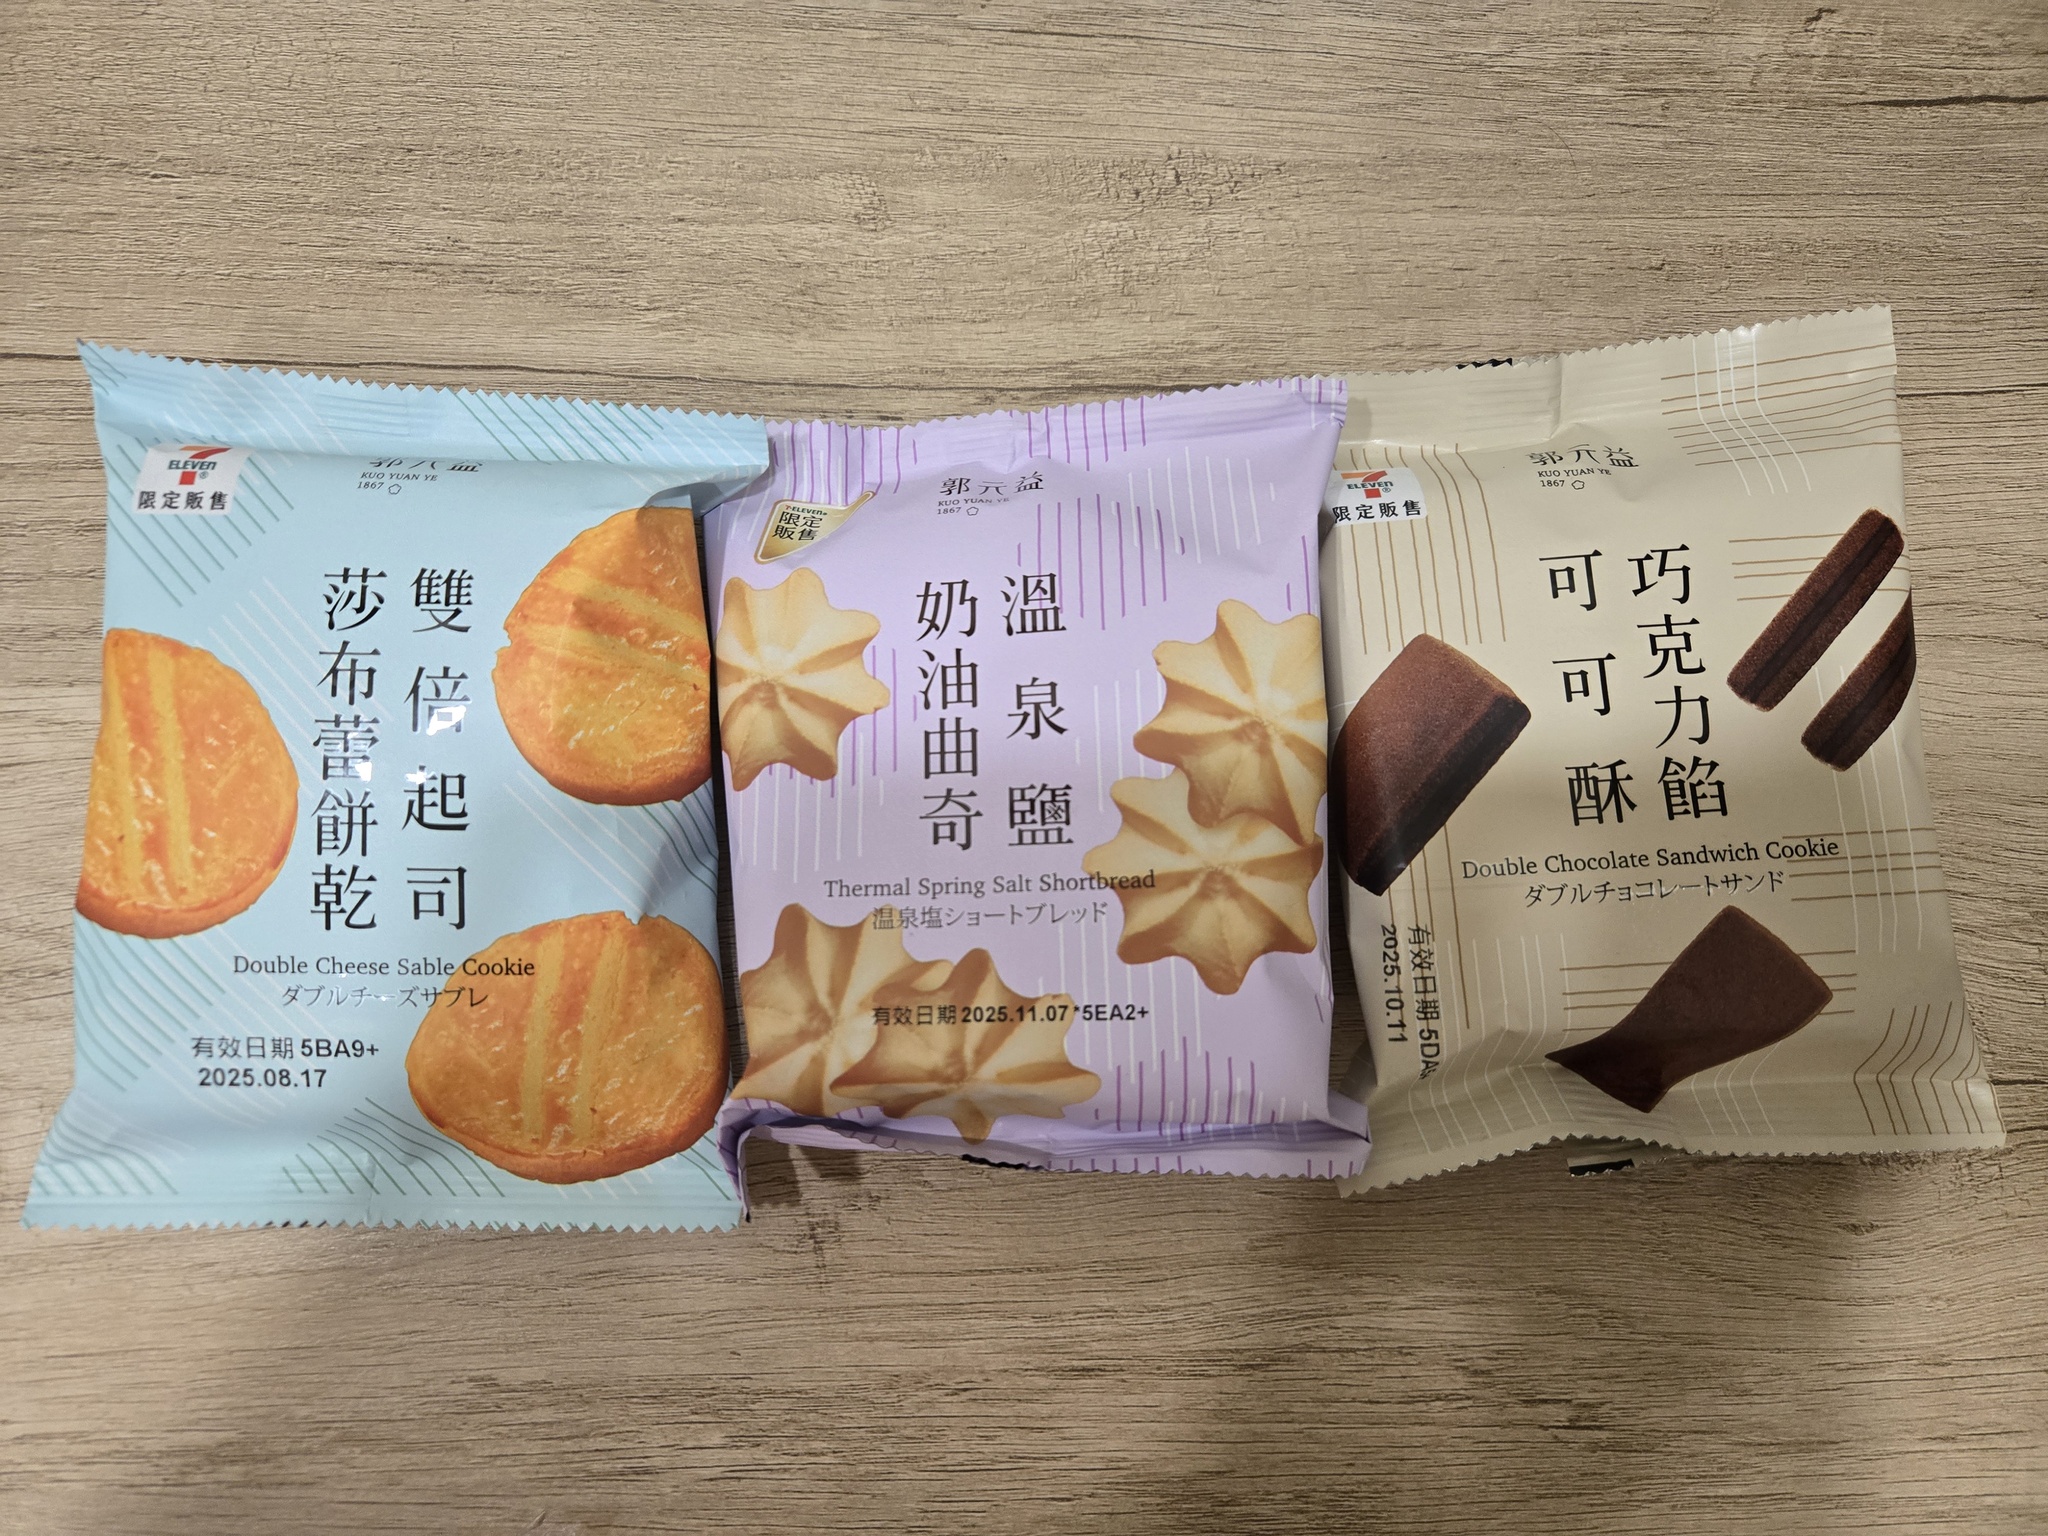 7
ELEVEN
限定販售
郭元益
KUO YUAN YE
1867
雙倍起司
莎布蕾餅乾
Double Cheese Sable Cookie
ダブルチーズサブレ
有效日期 5BA9+
2025.08.17
7-ELEVEN
限定
販售
郭元益
KUO YUAN YE
1867
溫泉鹽
奶油曲奇
Thermal Spring Salt Shortbread
温泉塩ショートブレッド
有效日期 2025.11.07*5EA2+
7
ELEVEN
限定販售
郭元益
KUO YUAN YE
1867
巧克力餡
可可酥
Double Chocolate Sandwich Cookie
ダブルチョコレートサンド
有效日期
2025.10.11